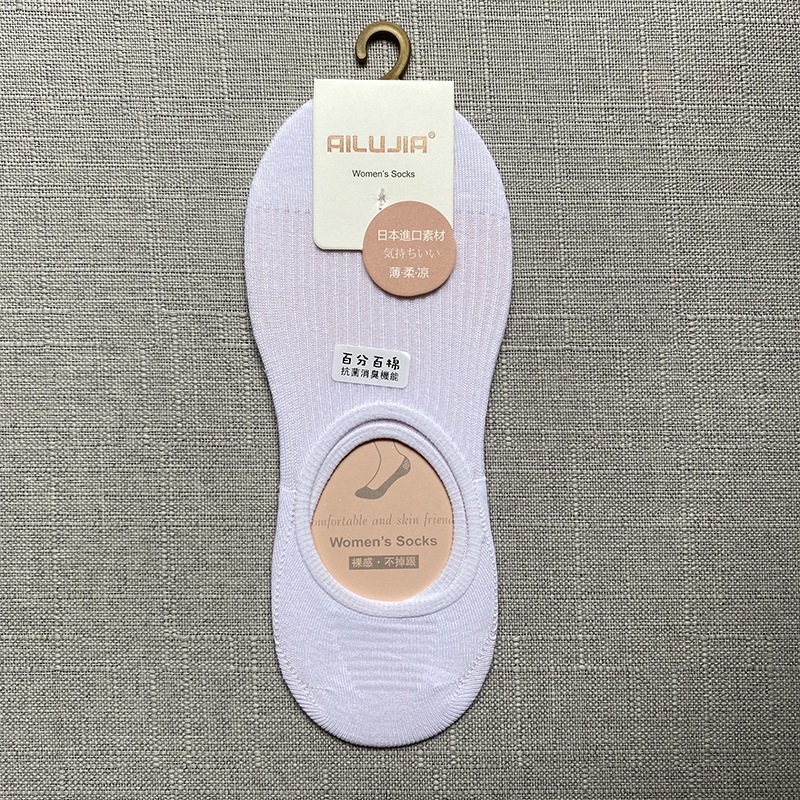 AILUJIA®
Women's Socks
日本進口素材
気持ちいい
薄·柔·凉
百分百棉
抗菌消臭機能
omfortable and skin friend
Women's Socks
裸感·不掉跟